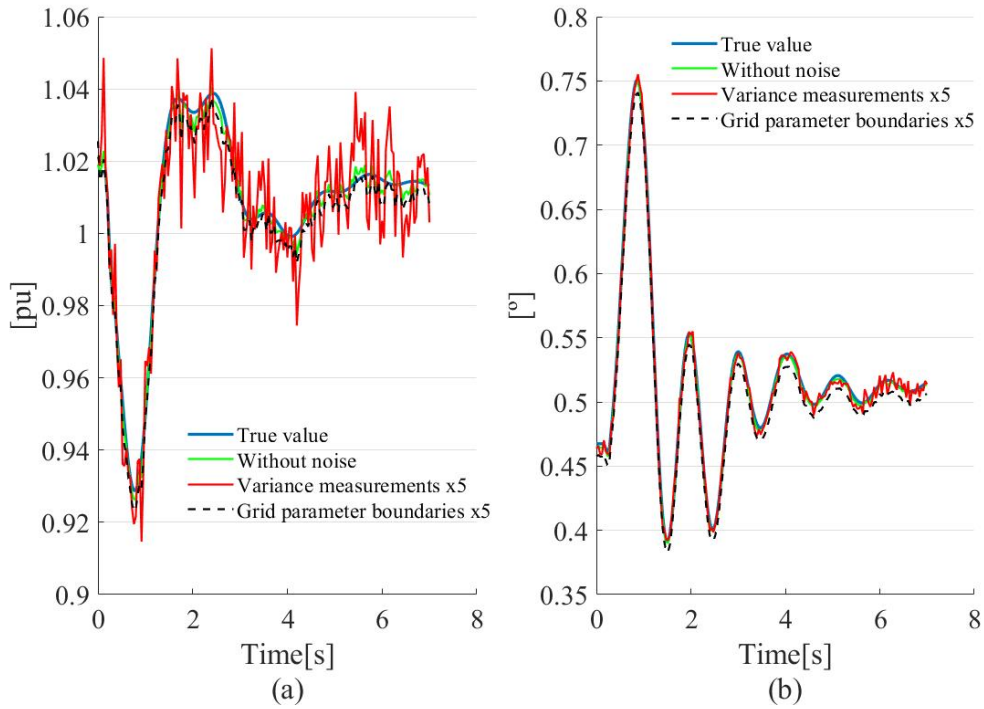 1.06
1.04
1.02
1
0.98
0.96
0.94
0.92
0.9
[pu]
True value
Without noise
Variance measurements x5
Grid parameter boundaries x5
0 2 4 6 8
Time[s]
(a)
0.8
0.75
0.7
0.65
0.6
0.55
0.5
0.45
0.4
0.35
[º]
True value
Without noise
Variance measurements x5
Grid parameter boundaries x5
0 2 4 6 8
Time[s]
(b)